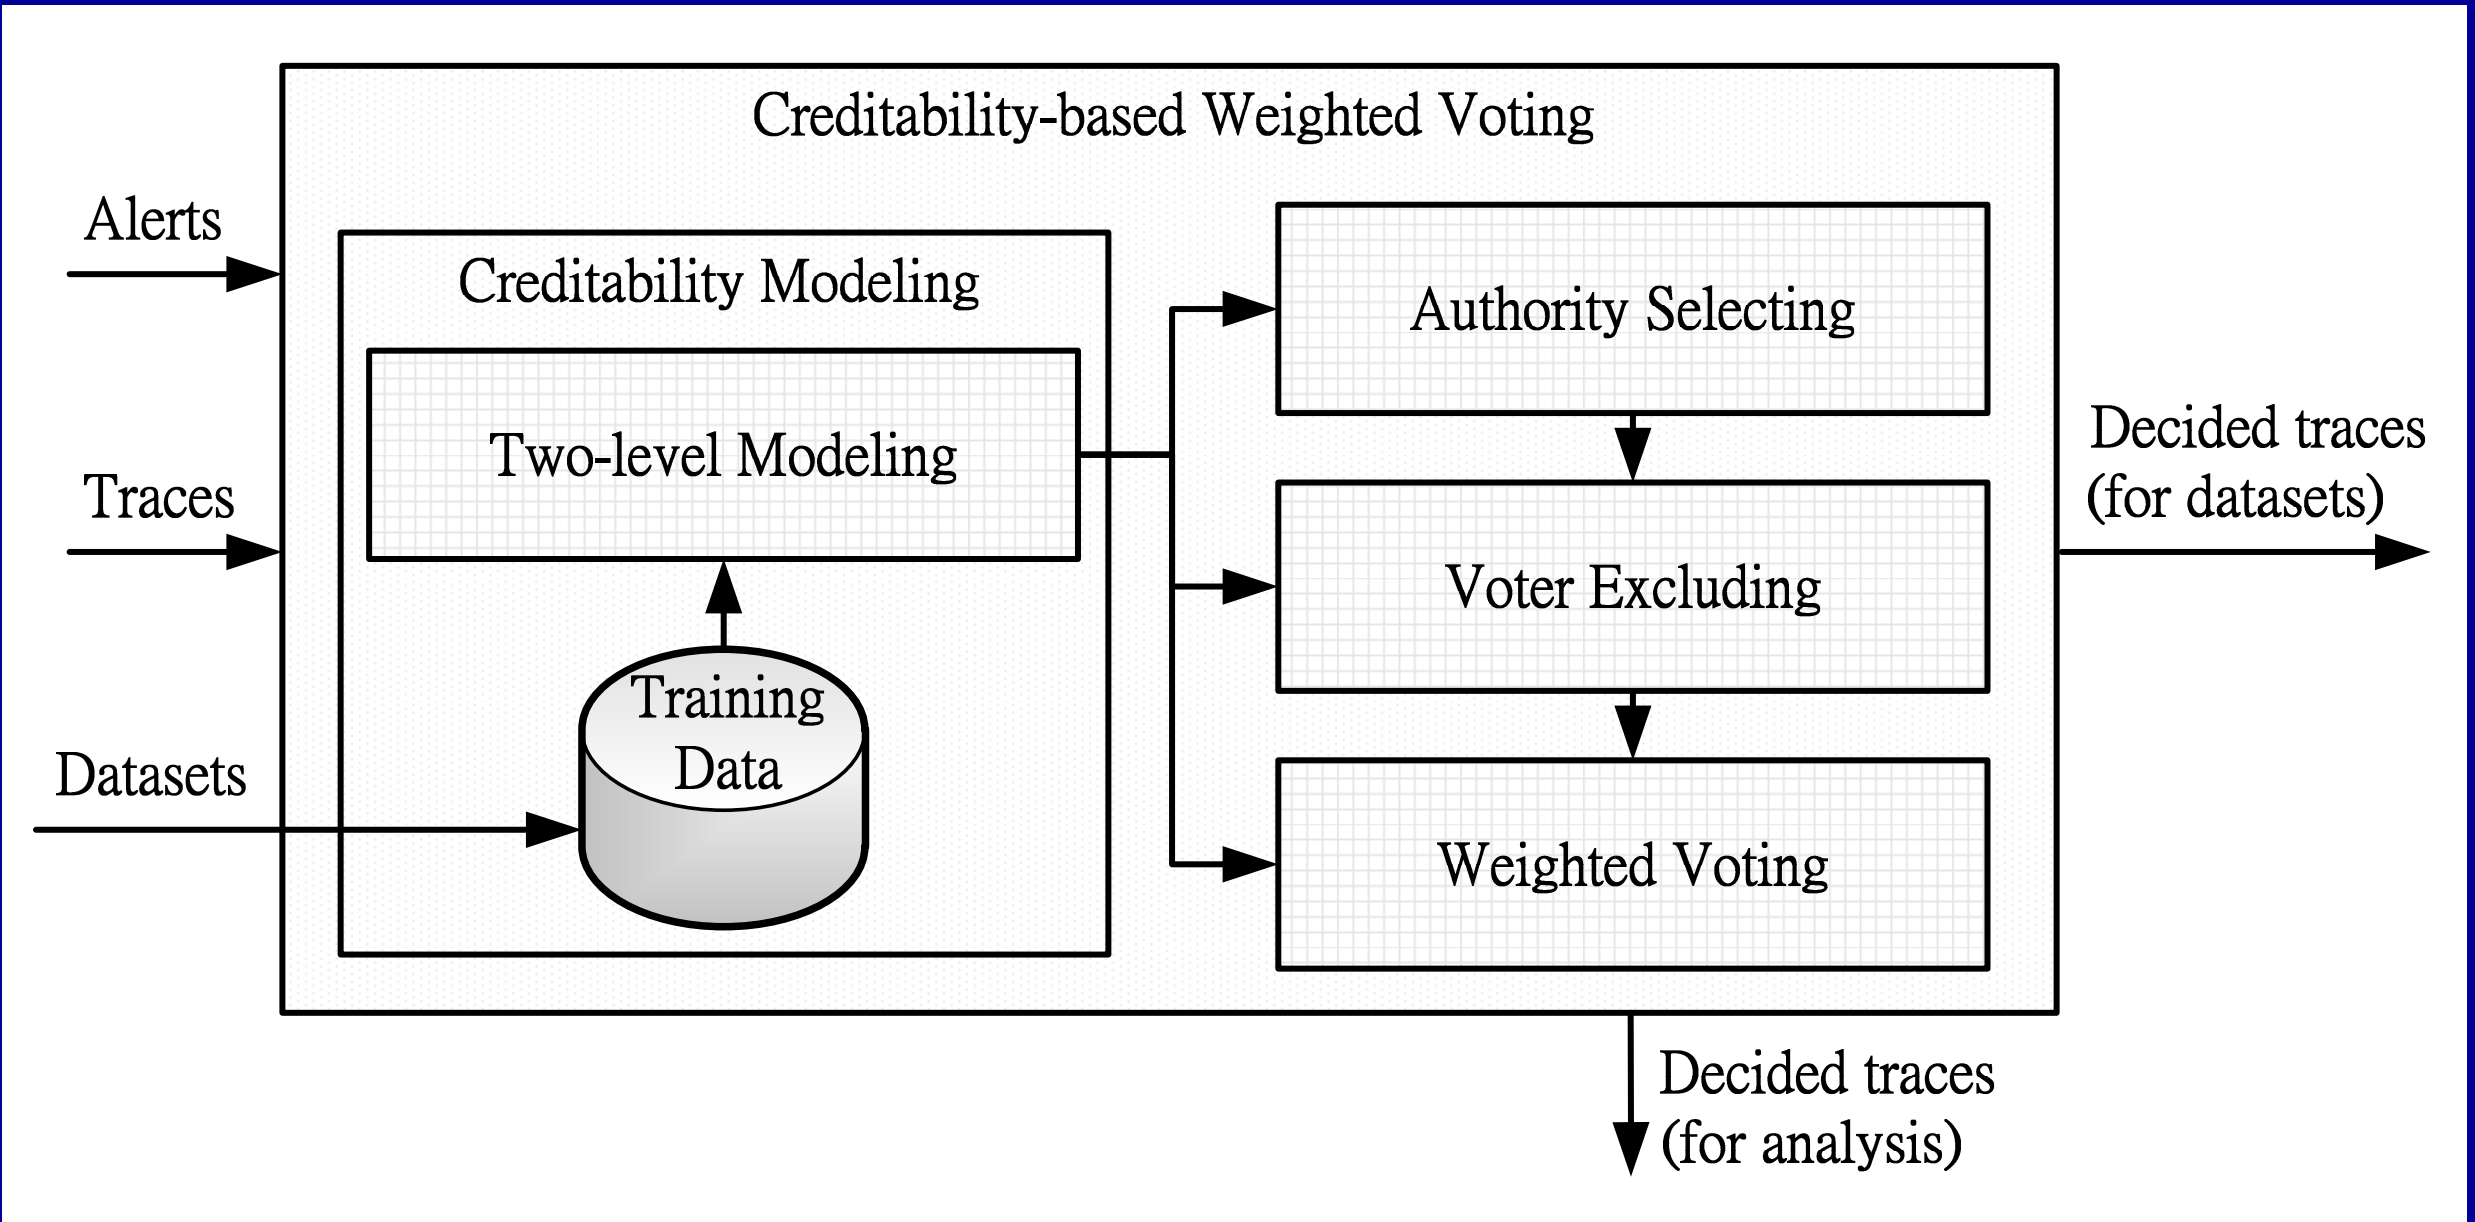 Creditability-based Weighted Voting
Alerts
Traces
Datasets
Creditability Modeling
Two-level Modeling
Training
Data
Authority Selecting
Voter Excluding
Weighted Voting
Decided traces
(for datasets)
Decided traces
(for analysis)